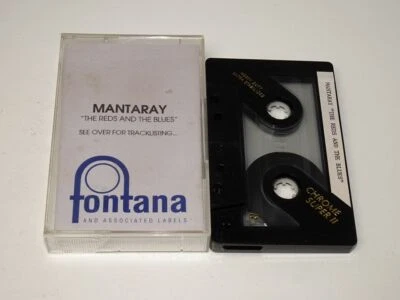 MANTARAY
"THE REDS AND THE BLUES"
SEE OVER FOR TRACKLISTING...
fontana
AND ASSOCIATED LABELS
MANTARAY "THE REDS AND THE BLUES"
CHROME
SUPER II